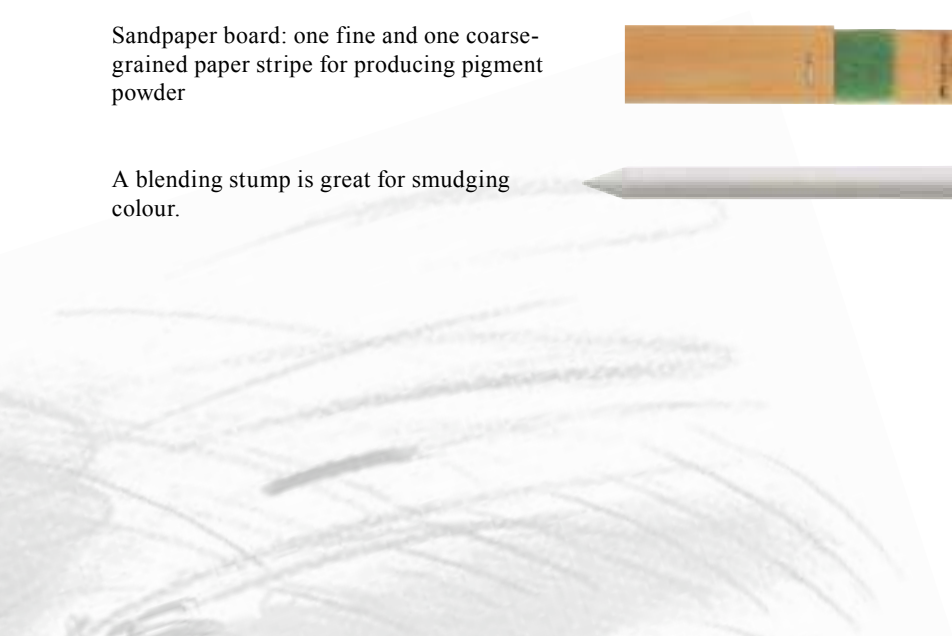 Sandpaper board: one fine and one coarse-
grained paper stripe for producing pigment
powder
A blending stump is great for smudging
colour.